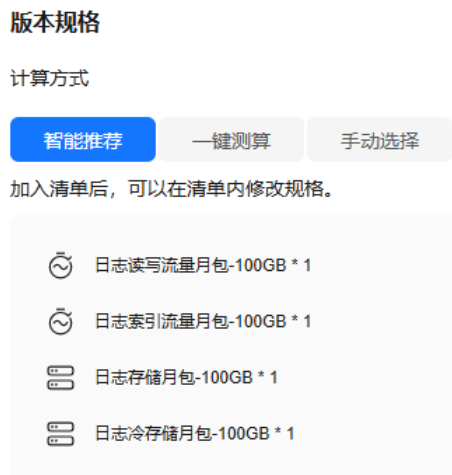 版本规格
计算方式
智能推荐 一键测算 手动选择
加入清单后，可以在清单内修改规格。
日志读写流量月包-100GB * 1
日志索引流量月包-100GB * 1
日志存储月包-100GB * 1
日志冷存储月包-100GB * 1